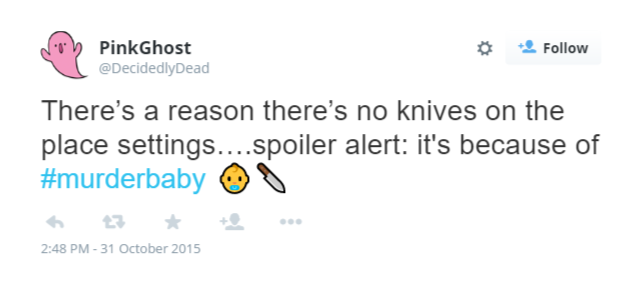 PinkGhost
@DecidedlyDead
Follow
There’s a reason there’s no knives on the
place settings….spoiler alert: it's because of
#murderbaby 👶🔪
2:48 PM - 31 October 2015